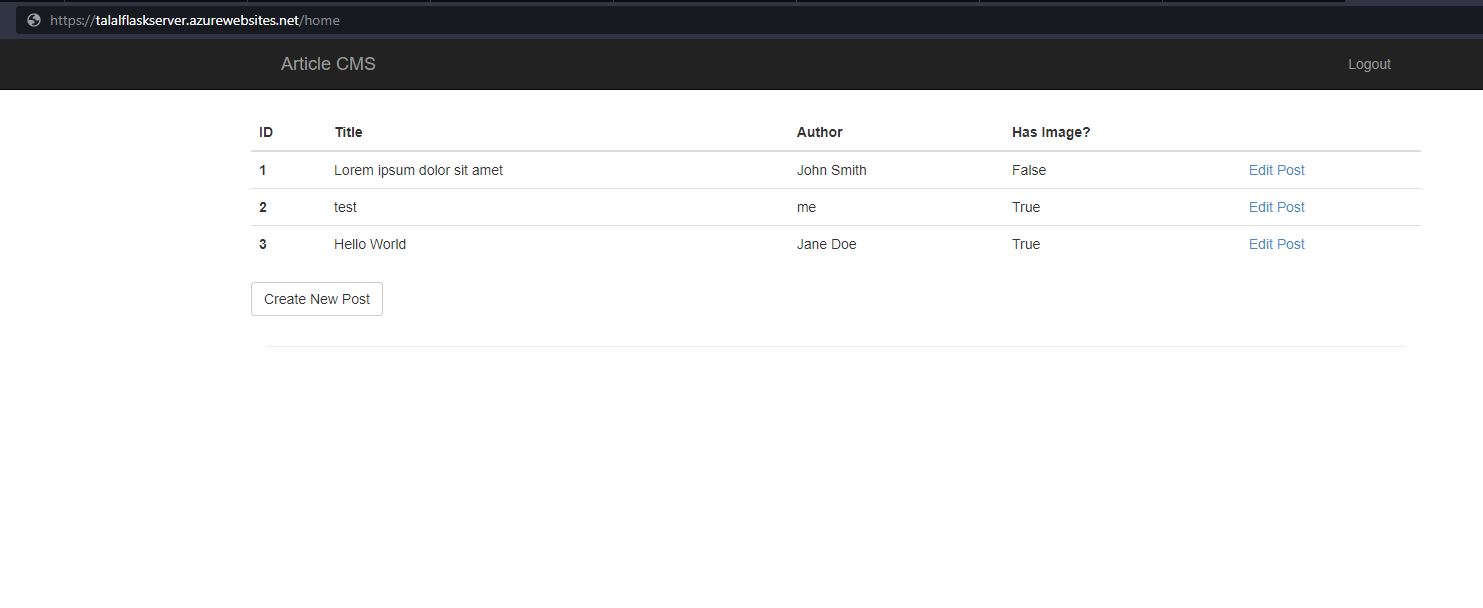 https://talalflaskserver.azurewebsites.net/home
Article CMS Logout
ID Title Author Has Image?
1 Lorem ipsum dolor sit amet John Smith False Edit Post
2 test me True Edit Post
3 Hello World Jane Doe True Edit Post
Create New Post